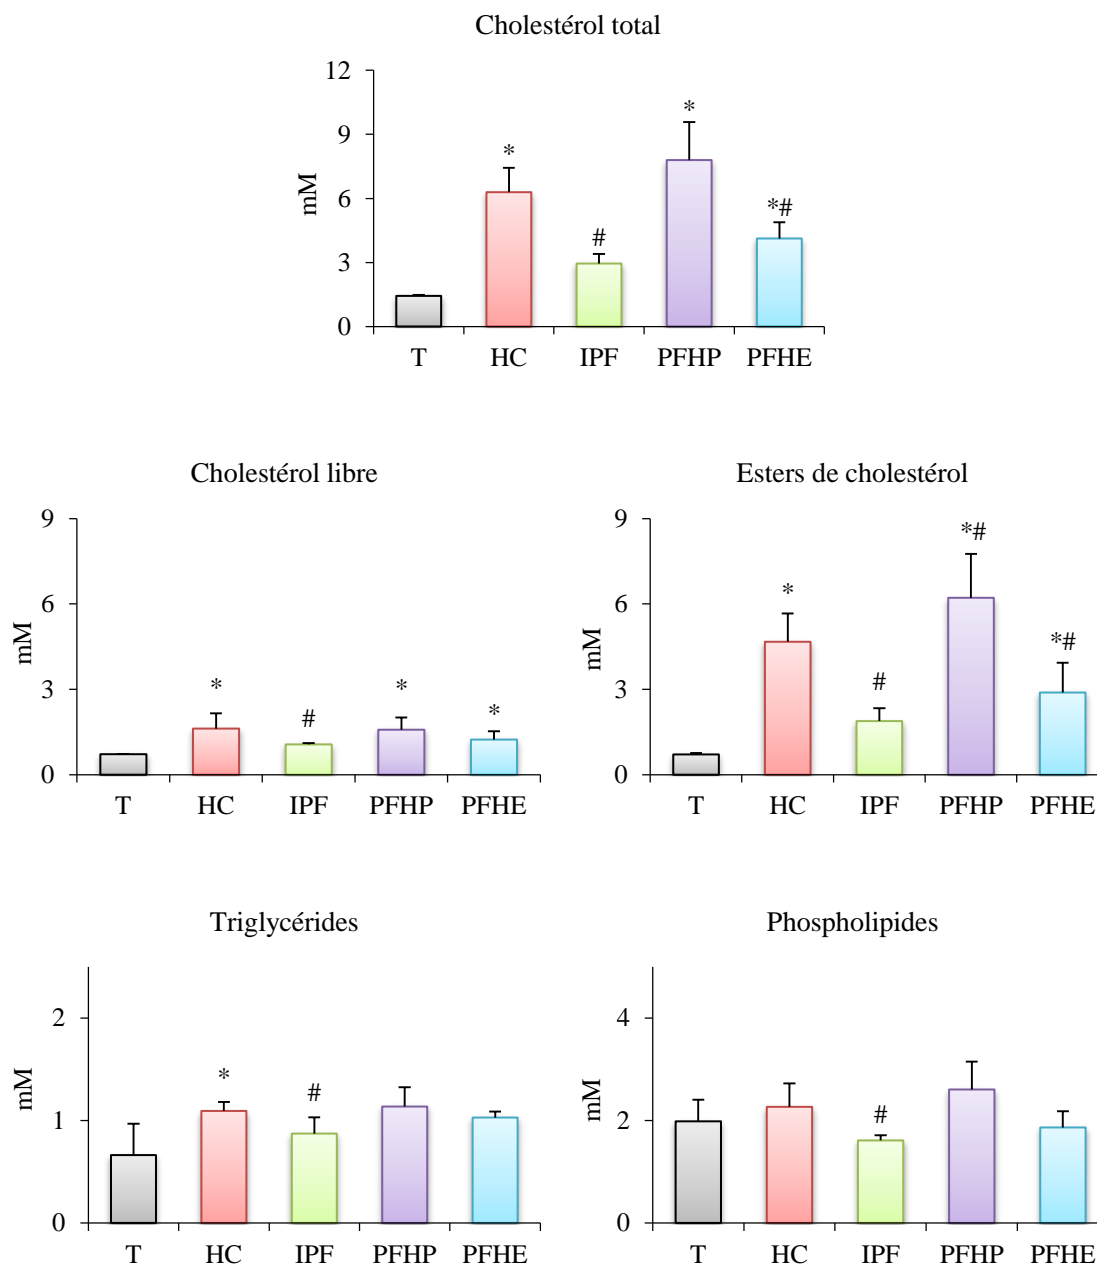 Cholestérol total
12
9
6
3
0
mM
*
#
*
*#
T HC IPF PFHP PFHE
Cholestérol libre
9
6
3
0
mM
*
#
*
*
T HC IPF PFHP PFHE
Esters de cholestérol
9
6
3
0
mM
*
#
*#
*#
T HC IPF PFHP PFHE
Triglycérides
2
1
0
mM
*
#
T HC IPF PFHP PFHE
Phospholipides
4
2
0
mM
#
T HC IPF PFHP PFHE